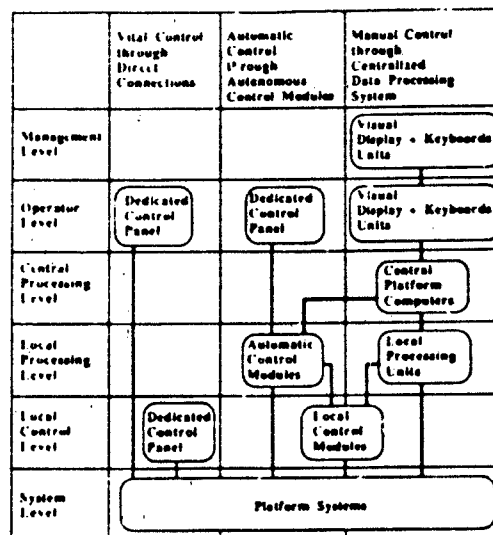 Vital Control
through
Direct
Connections
Automatic
Control
Through
Autonomous
Control Modules
Manual Control
through
Centralized
Data Processing
System
Management
Level
Visual
Display + Keyboards
Units
Operator
Level
Dedicated
Control
Panel
Dedicated
Control
Panel
Visual
Display + Keyboards
Units
Central
Processing
Level
Central
Platform
Computers
Local
Processing
Level
Automatic
Control
Modules
Local
Processing
Units
Local
Control
Level
Dedicated
Control
Panel
Local
Control
Modules
System
Level
Platform Systems